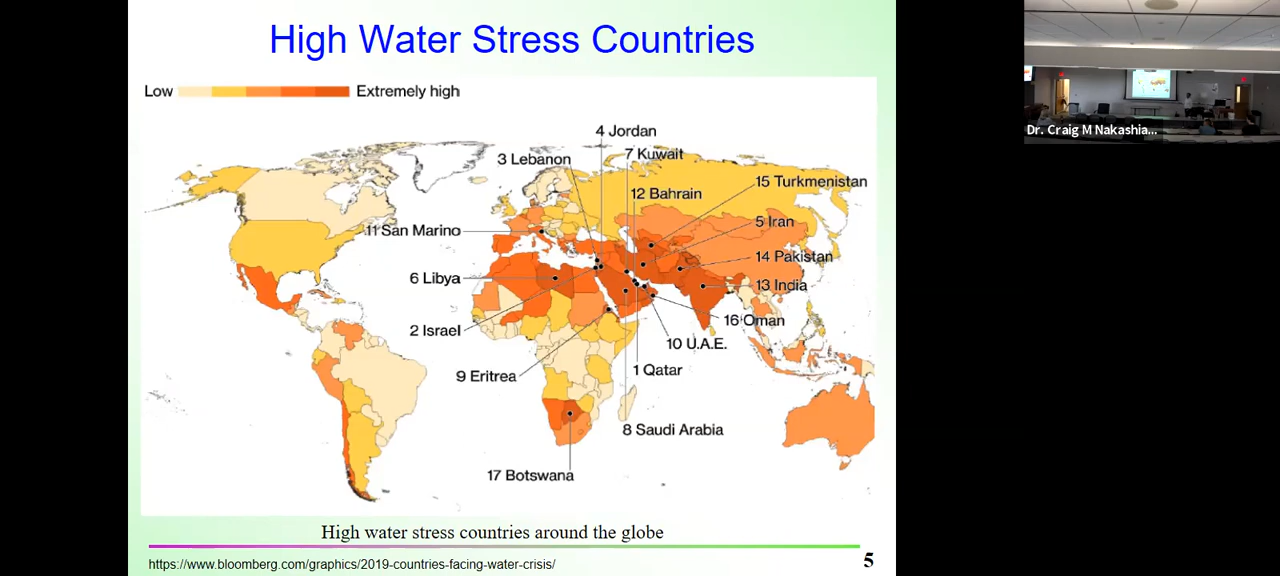 High Water Stress Countries
Low Extremely high
4 Jordan
3 Lebanon
7 Kuwait
12 Bahrain
15 Turkmenistan
5 Iran
11 San Marino
14 Pakistan
6 Libya
13 India
16 Oman
2 Israel
10 U.A.E.
9 Eritrea
1 Qatar
8 Saudi Arabia
17 Botswana
High water stress countries around the globe
https://www.bloomberg.com/graphics/2019-countries-facing-water-crisis/
5
Dr. Craig M Nakashia...